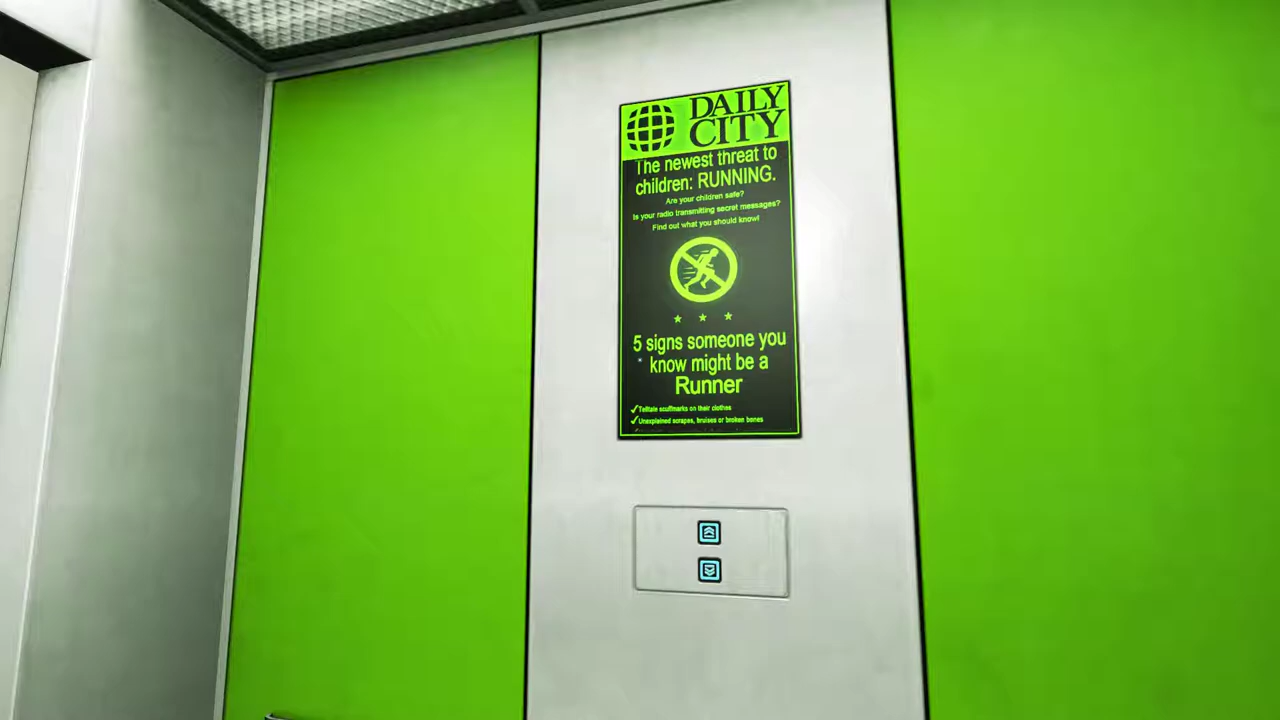 DAILY
CITY
The newest threat to
children: RUNNING.
Are your children safe?
Is your radio transmitting secret messages?
Find out what you should know!
5 signs someone you
know might be a
Runner
Telltale scuffmarks on their clothes
Unexplained scrapes, bruises or broken bones